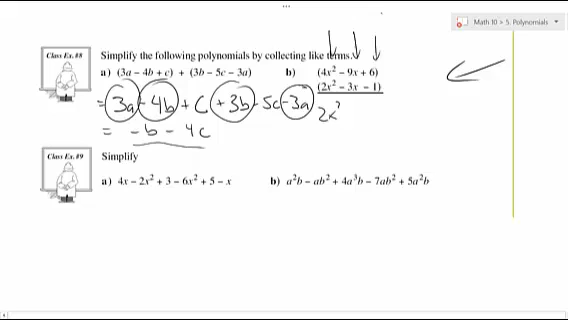 Math 10 > 5. Polynomials
Class Ex. #8
Simplify the following polynomials by collecting like terms.
a) (3a − 4b + c) + (3b − 5c − 3a) b) (4x² − 9x + 6)
(2x² − 3x − 1)
= 3a − 4b + c + 3b − 5c − 3a 2x²
= −b − 4c
Class Ex. #9
Simplify
a) 4x − 2x² + 3 − 6x² + 5 − x b) a²b − ab² + 4a³b − 7ab² + 5a²b